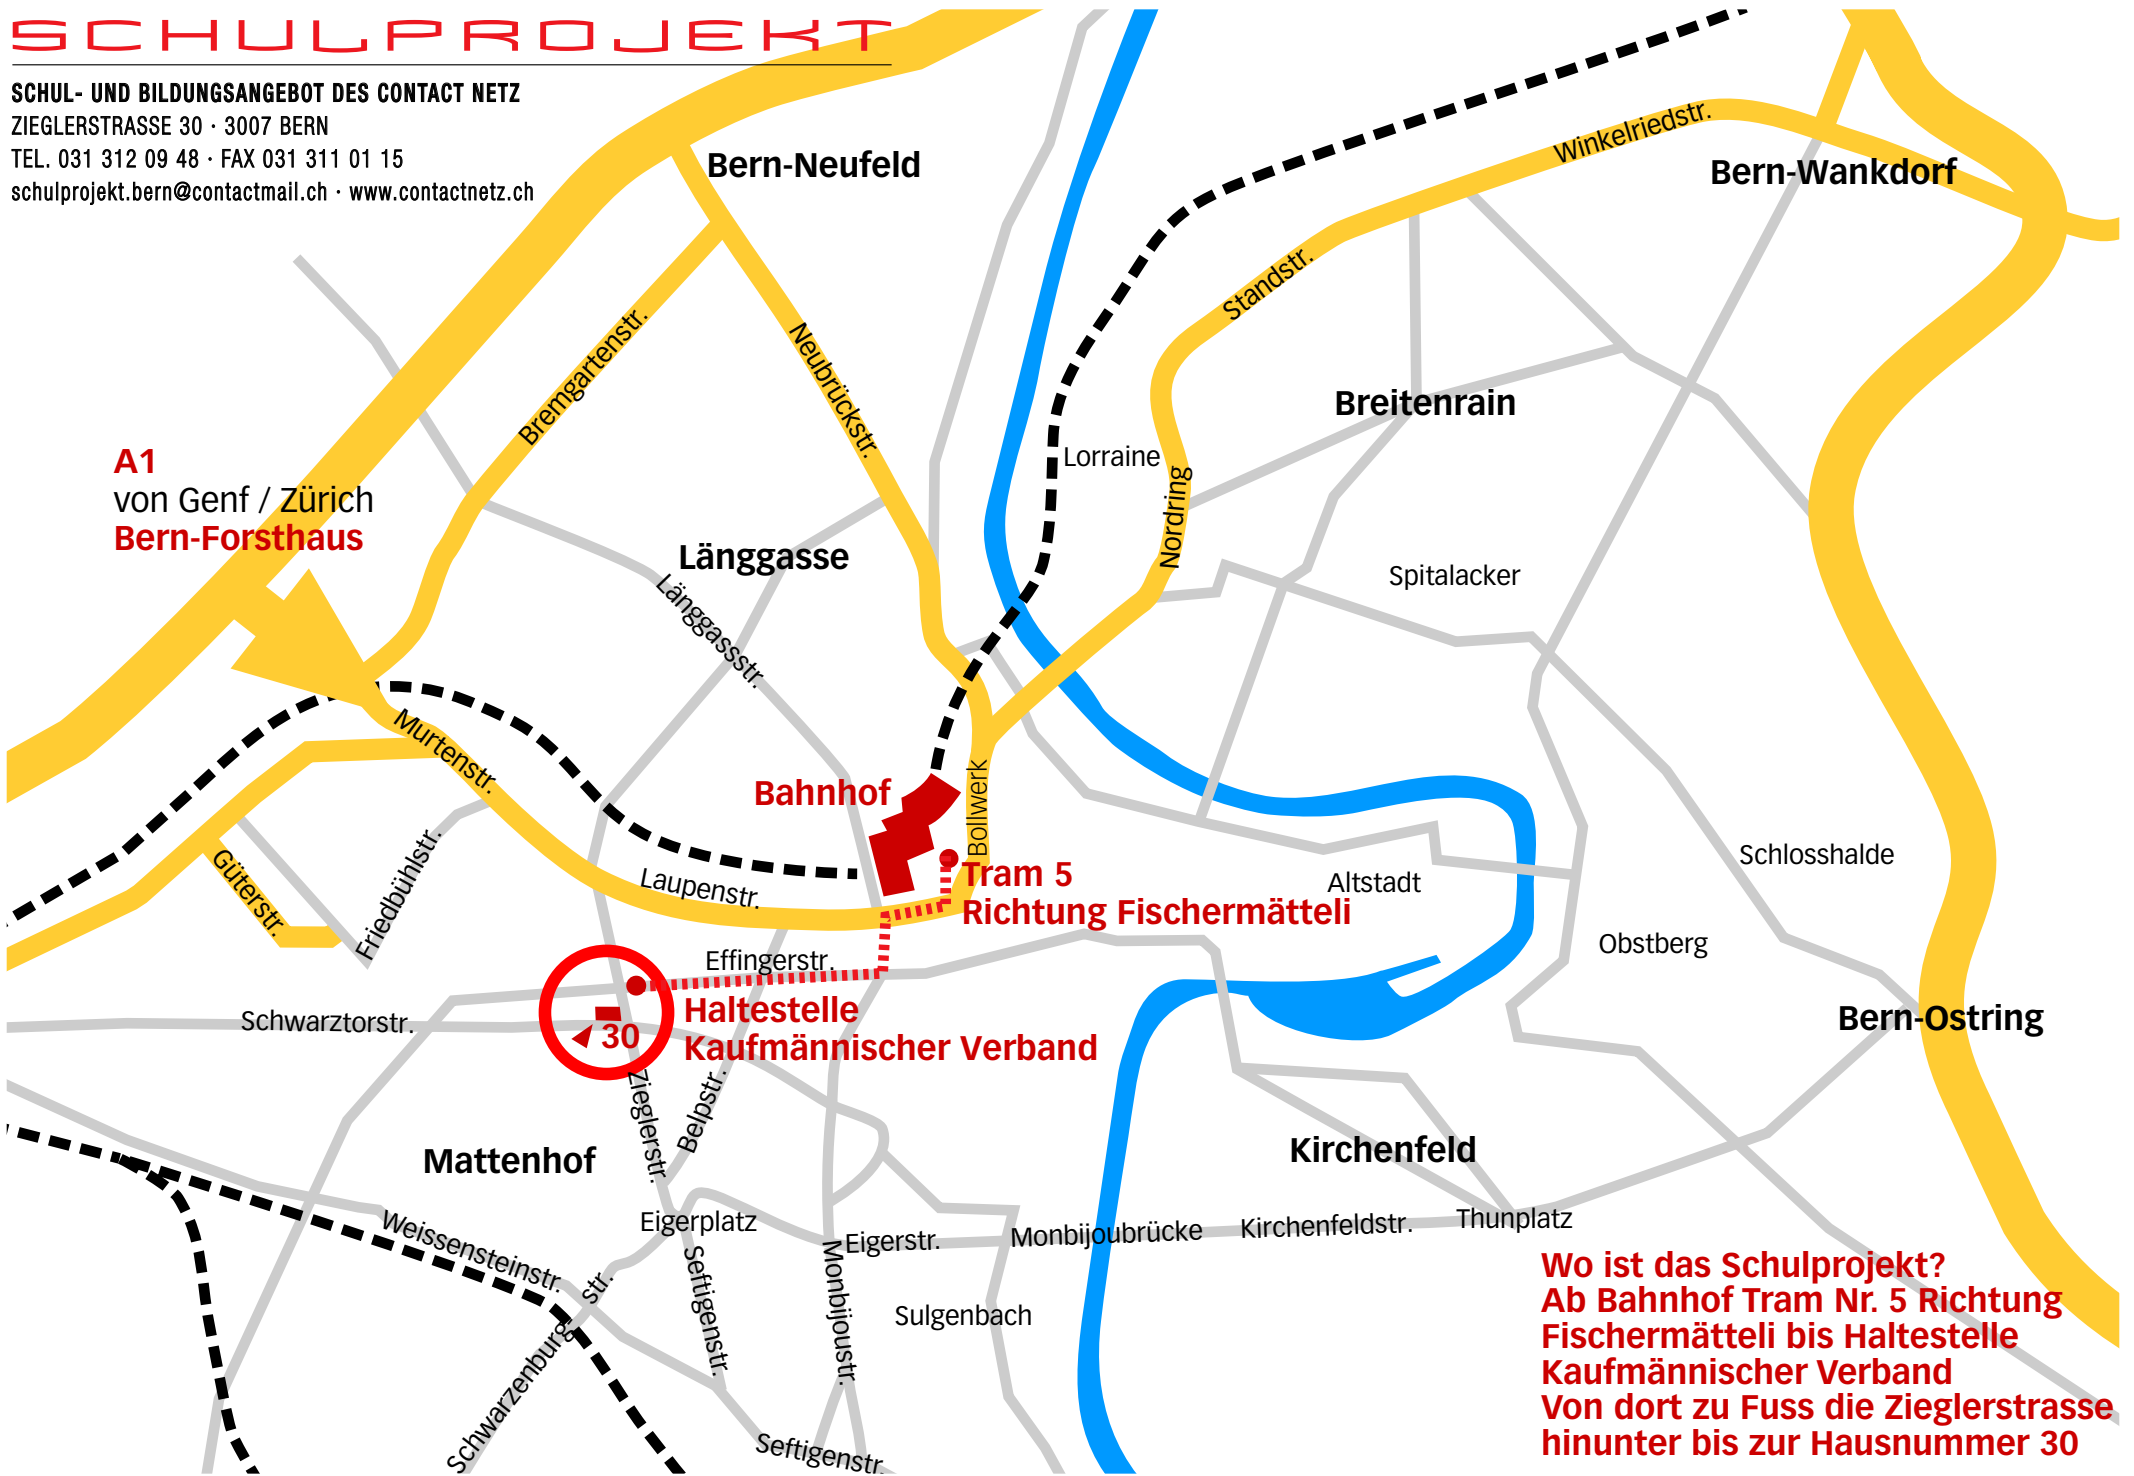 SCHULPROJEKT
SCHUL- UND BILDUNGSANGEBOT DES CONTACT NETZ
ZIEGLERSTRASSE 30 · 3007 BERN
TEL. 031 312 09 48 · FAX 031 311 01 15
schulprojekt.bern@contactmail.ch · www.contactnetz.ch
Bern-Neufeld
Winkelriedstr.
Bern-Wankdorf
Standstr.
Bremgartenstr.
Neubrückstr.
Breitenrain
A1
von Genf / Zürich
Bern-Forsthaus
Lorraine
Nordring
Länggasse
Länggassstr.
Spitalacker
Murtenstr.
Bahnhof
Bollwerk
Güterstr.
Friedbühlstr.
Laupenstr.
Tram 5
Richtung Fischermätteli
Altstadt
Schlosshalde
Obstberg
Effingerstr.
Schwarztorstr.
Haltestelle
Kaufmännischer Verband
30
Bern-Ostring
Zieglerstr.
Belpstr.
Mattenhof
Kirchenfeld
Weissensteinstr.
Eigerplatz
Eigerstr.
Monbijoubrücke
Kirchenfeldstr.
Thunplatz
Seftigenstr.
Monbijoustr.
Sulgenbach
Schwarzenburg
str.
Seftigenstr.
Wo ist das Schulprojekt?
Ab Bahnhof Tram Nr. 5 Richtung
Fischermätteli bis Haltestelle
Kaufmännischer Verband
Von dort zu Fuss die Zieglerstrasse
hinunter bis zur Hausnummer 30